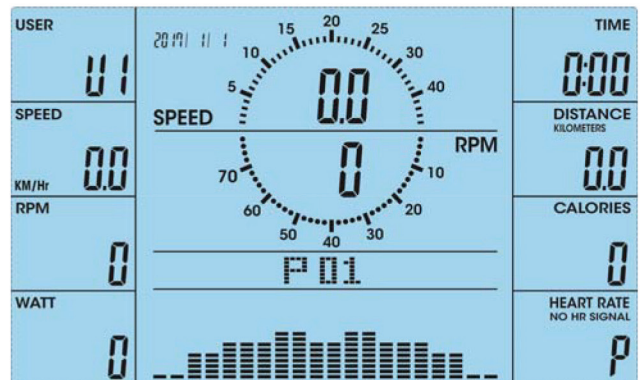 USER
U1
SPEED
KM/Hr 0.0
RPM
0
WATT
0
2017/ 1/ 1
5 10 15 20 25 30 40
SPEED 0.0
RPM 0
70 60 50 40 30 20 10
P01
TIME
0:00
DISTANCE
KILOMETERS
0.0
CALORIES
0
HEART RATE
NO HR SIGNAL
P